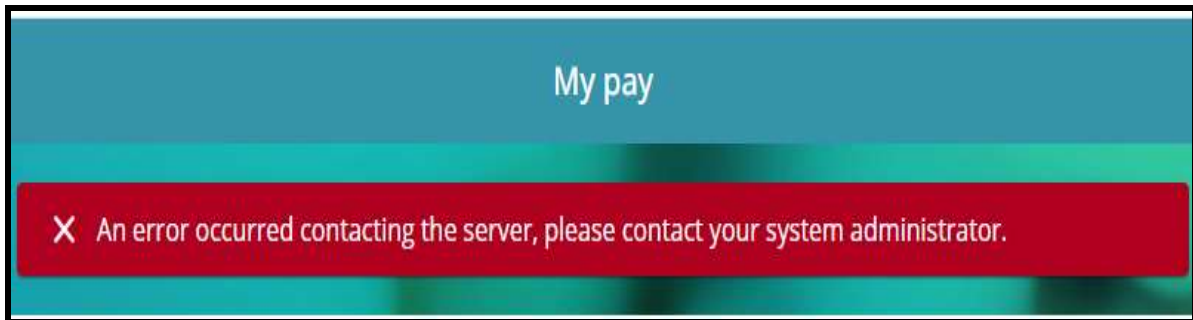 My pay
X An error occurred contacting the server, please contact your system administrator.